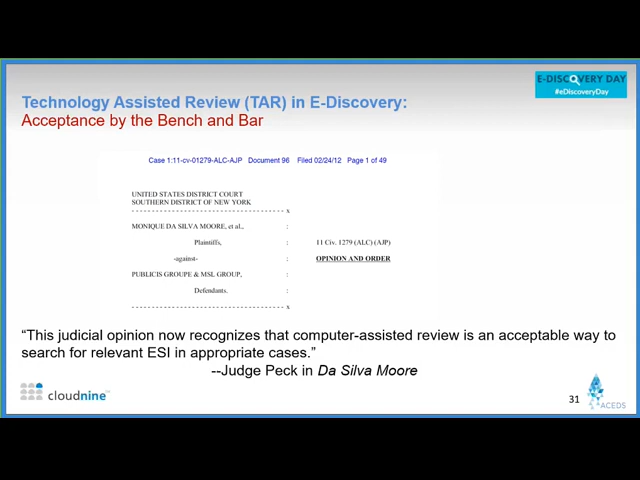 E-DISCOVERY DAY
#eDiscoveryDay
Technology Assisted Review (TAR) in E-Discovery:
Acceptance by the Bench and Bar
Case 1:11-cv-01279-ALC-AJP Document 96 Filed 02/24/12 Page 1 of 49
UNITED STATES DISTRICT COURT
SOUTHERN DISTRICT OF NEW YORK
- - - - - - - - - - - - - - - - - - - - - - - - - - - - - - - - - - - - - x
MONIQUE DA SILVA MOORE, et al., :
Plaintiffs, : 11 Civ. 1279 (ALC) (AJP)
-against- : OPINION AND ORDER
PUBLICIS GROUPE & MSL GROUP, :
Defendants. :
- - - - - - - - - - - - - - - - - - - - - - - - - - - - - - - - - - - - - x
“This judicial opinion now recognizes that computer-assisted review is an acceptable way to
search for relevant ESI in appropriate cases.”
--Judge Peck in Da Silva Moore
cloudnine™
31
ACEDS